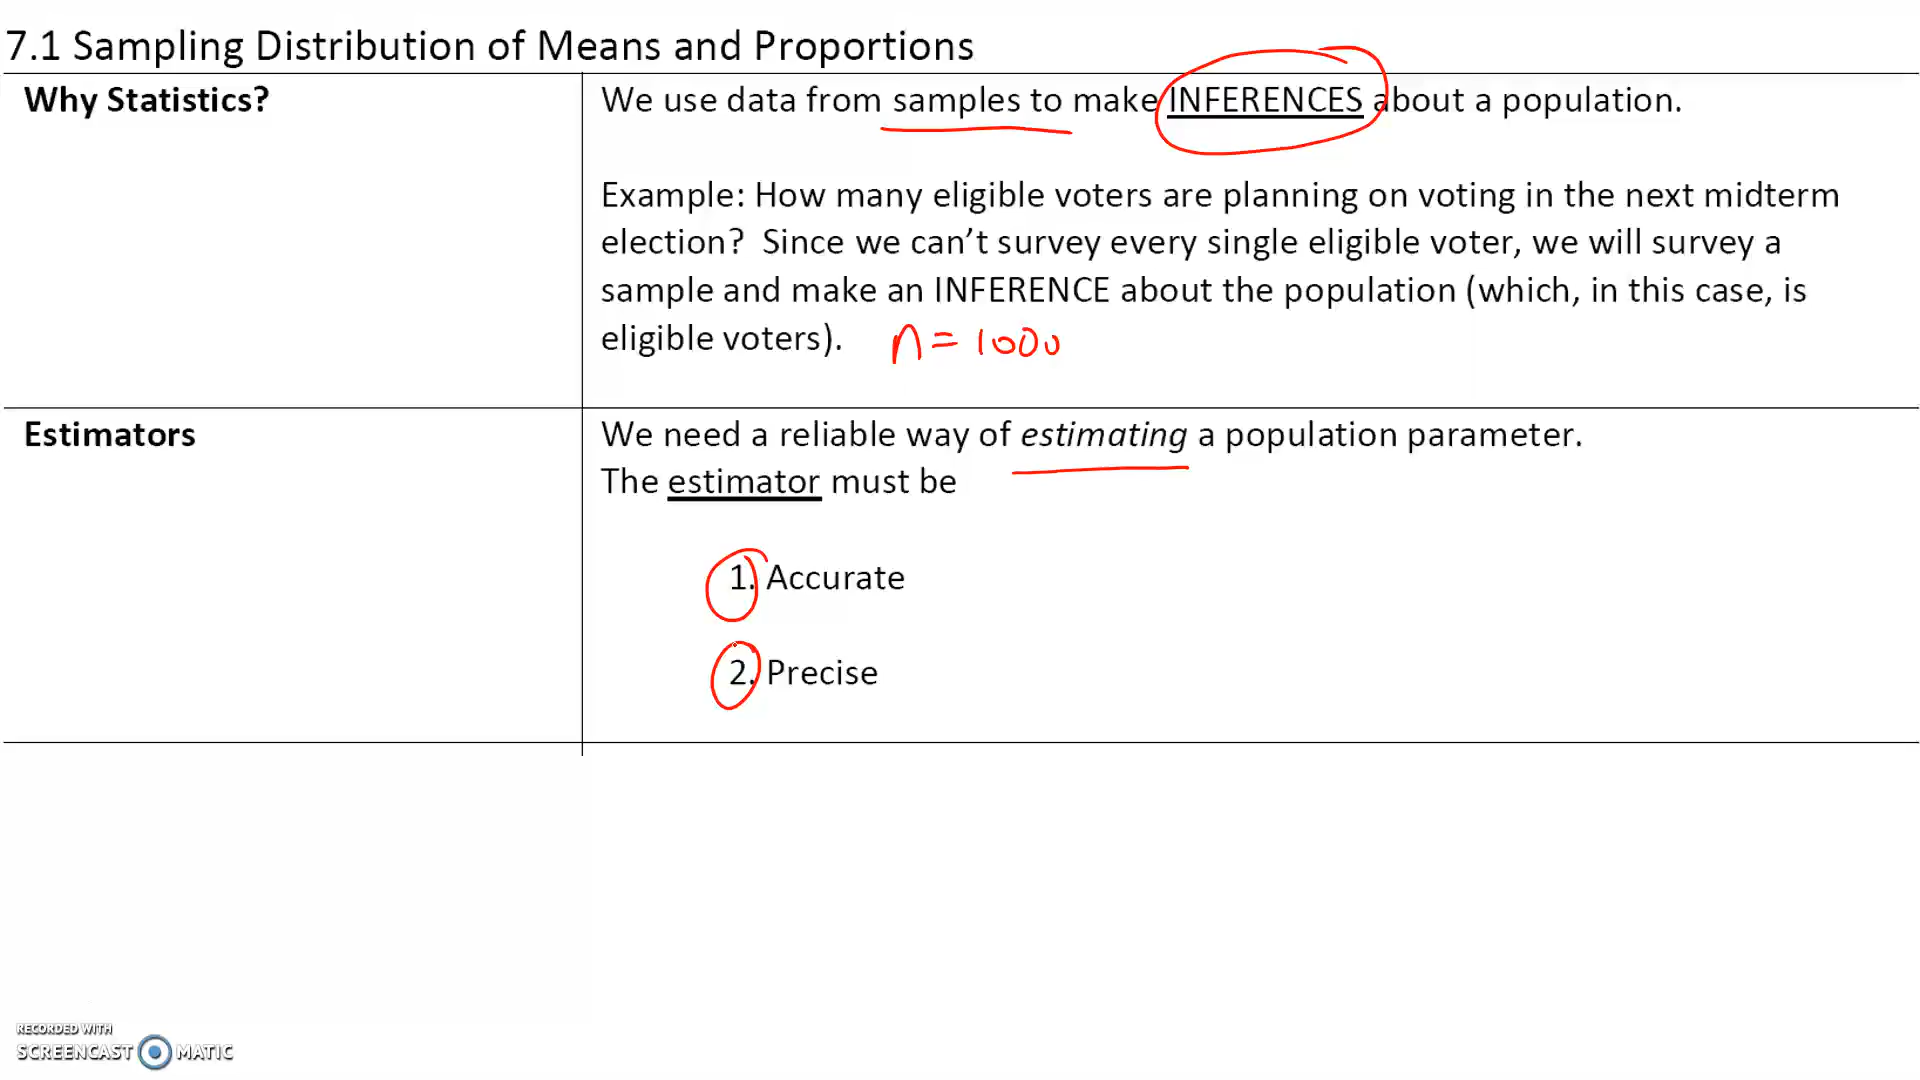 7.1 Sampling Distribution of Means and Proportions
Why Statistics?
We use data from samples to make INFERENCES about a population.
Example: How many eligible voters are planning on voting in the next midterm
election? Since we can't survey every single eligible voter, we will survey a
sample and make an INFERENCE about the population (which, in this case, is
eligible voters). n = 1000
Estimators
We need a reliable way of estimating a population parameter.
The estimator must be
1. Accurate
2. Precise
RECORDED WITH
SCREENCAST MATIC